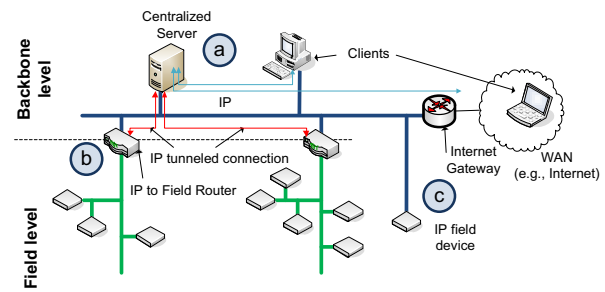 Centralized
Server
a
Clients
Backbone
level
IP
b
IP tunneled connection
IP to Field Router
Internet
Gateway
WAN
(e.g., Internet)
c
IP field
device
Field level